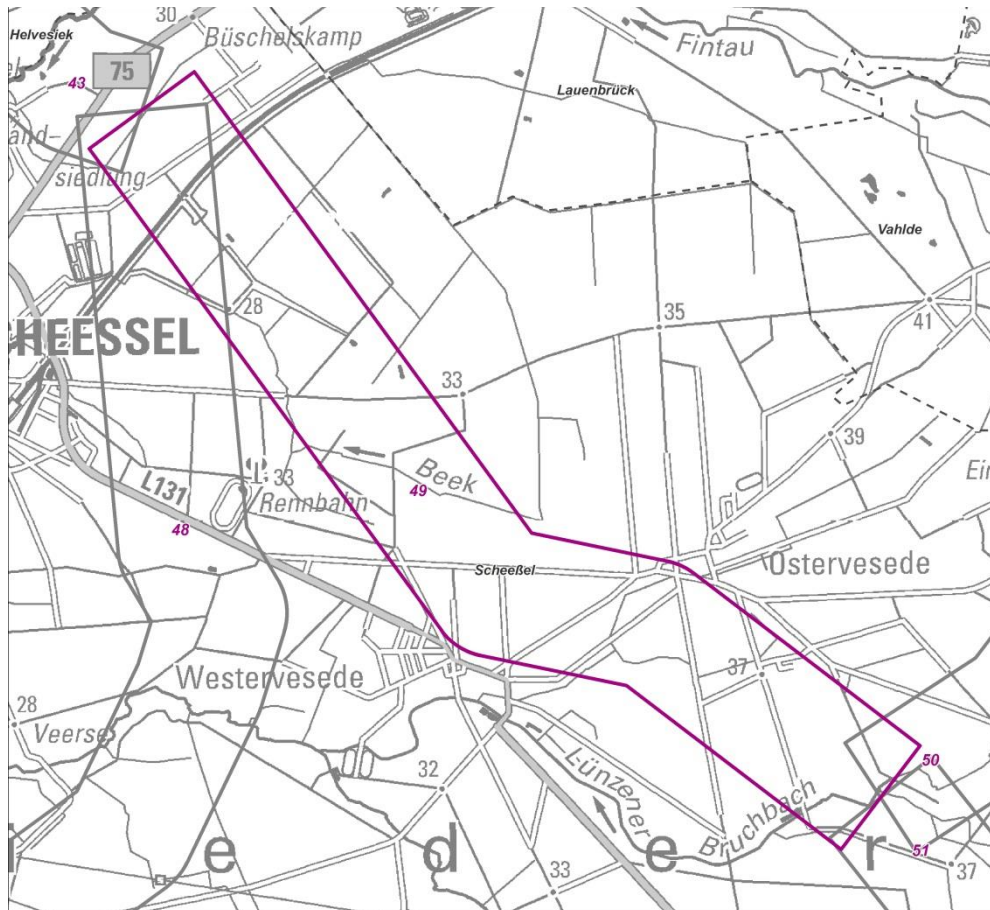 Helvesiek
30
Büschelskamp
Fintau
75
43
Lauenbrück
siedlung
Vahlde
28
HEESSEL
35
41
33
39
Beek
49
33
Rennbahn
L131
48
Scheeßel
Ostervesede
Westervesede
37
28
Veerse
50
Lünzener
32
Bruchbach
e
d
e
r
51
33
37